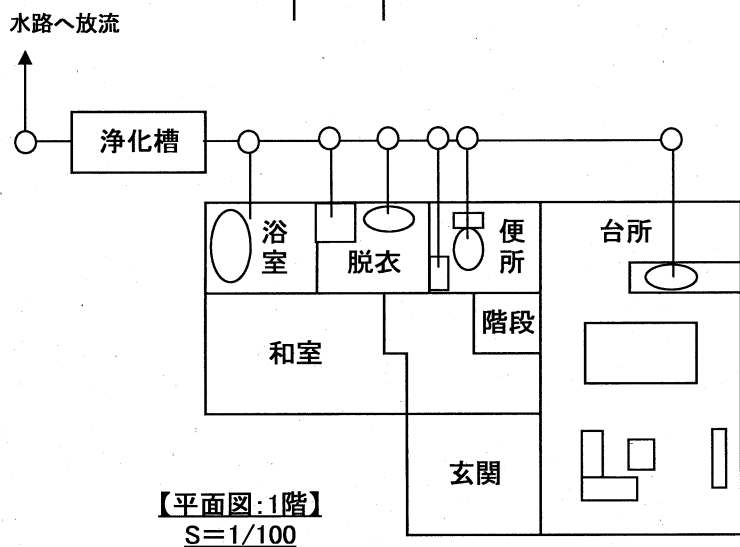 水路へ放流
浄化槽
浴室
脱衣
便所
台所
階段
和室
玄関
【平面図:1階】
S=1/100